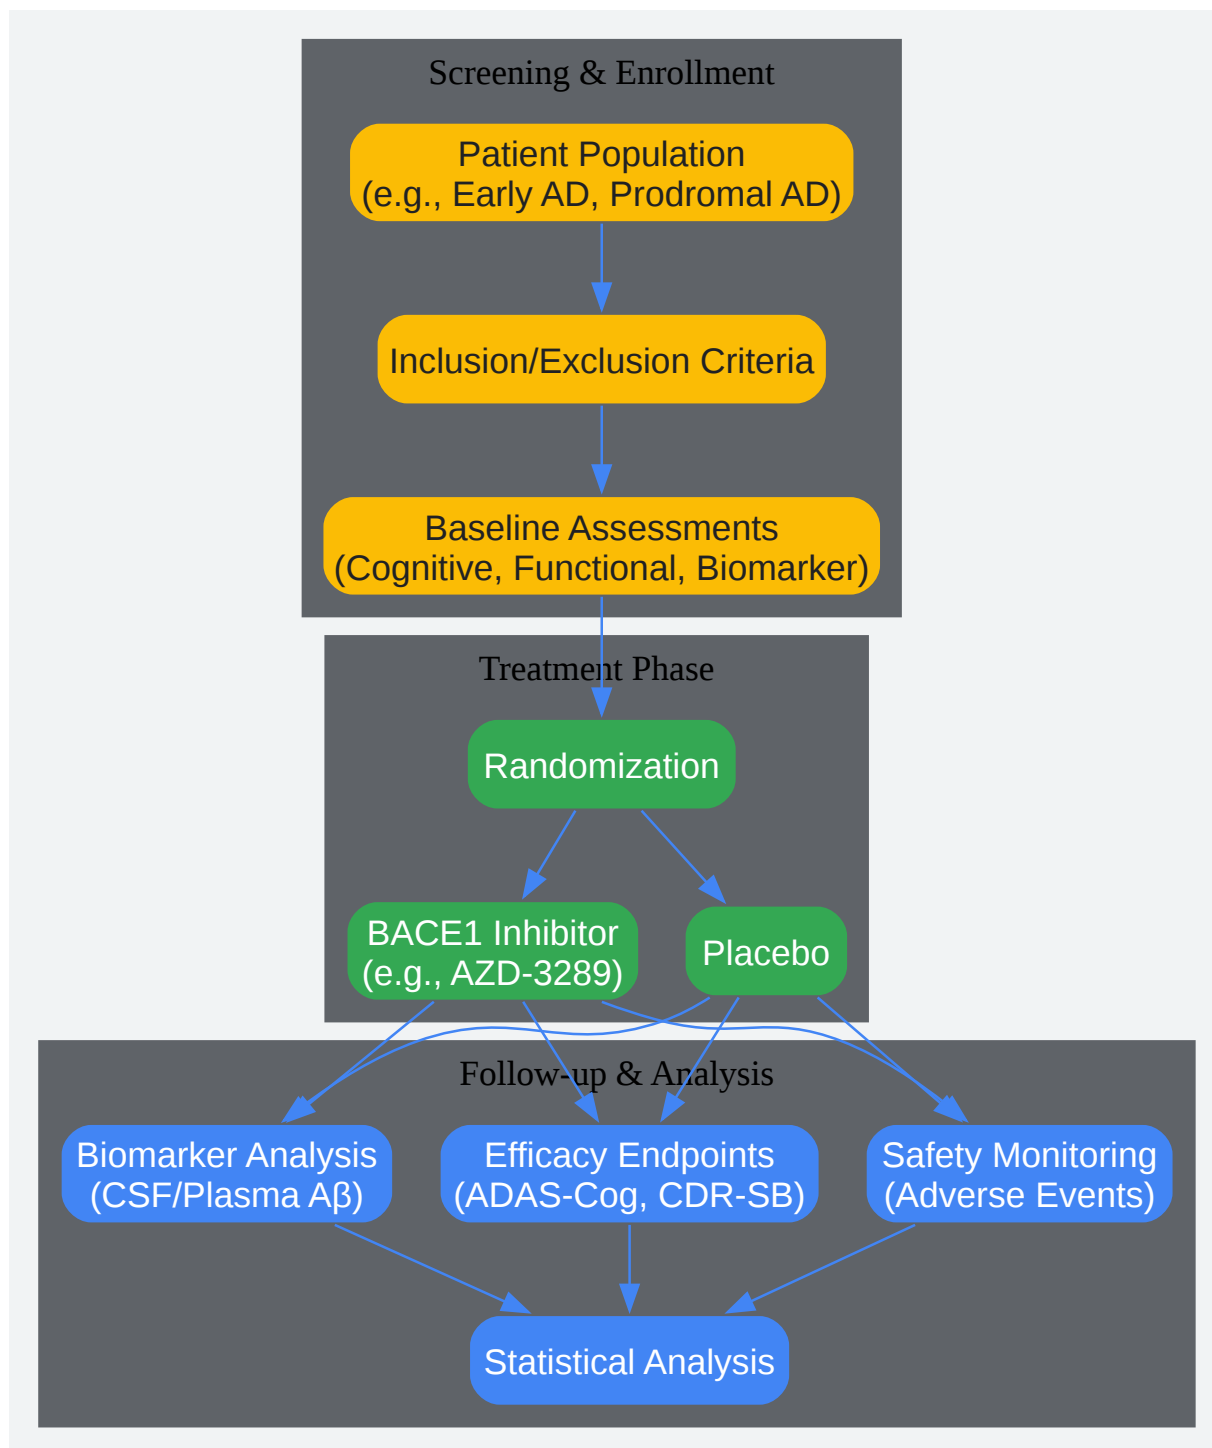 Screening & Enrollment
Patient Population
(e.g., Early AD, Prodromal AD)
Inclusion/Exclusion Criteria
Baseline Assessments
(Cognitive, Functional, Biomarker)
Treatment Phase
Randomization
BACE1 Inhibitor
(e.g., AZD-3289)
Placebo
Follow-up & Analysis
Biomarker Analysis
(CSF/Plasma Aβ)
Efficacy Endpoints
(ADAS-Cog, CDR-SB)
Safety Monitoring
(Adverse Events)
Statistical Analysis